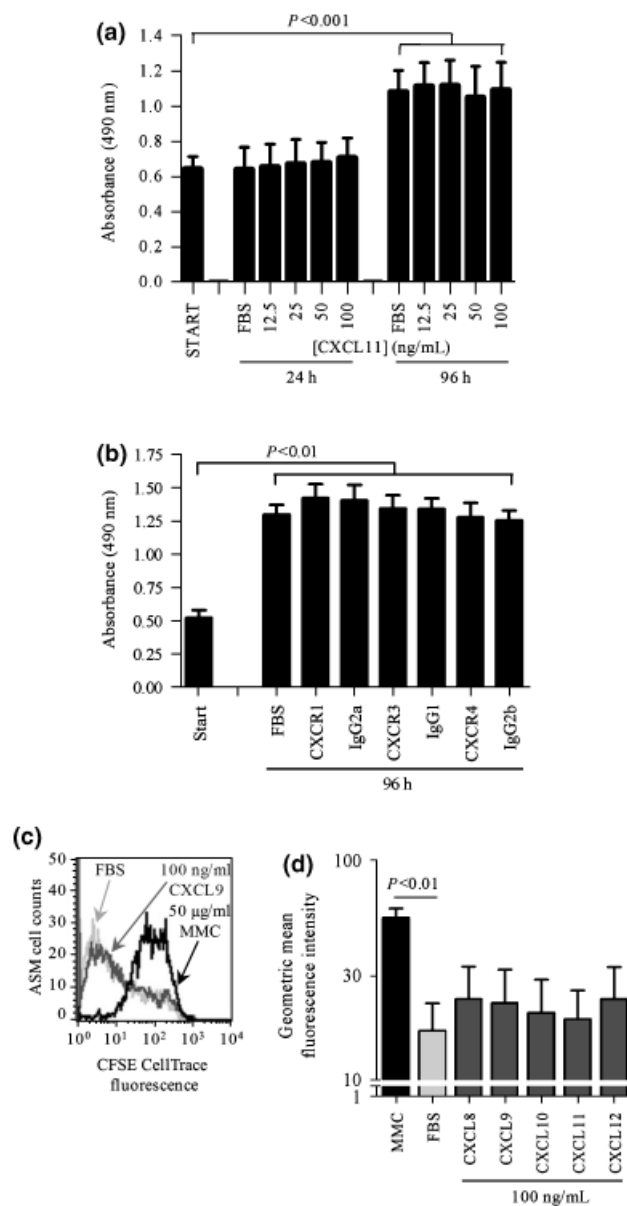 (a)
P<0.001
Absorbance (490 nm)
1.4
1.2
1.0
0.8
0.6
0.4
0.2
0.0
START
FBS
12.5
25
50
100
FBS
12.5
25
50
100
[CXCL11] (ng/mL)
24 h
96 h
(b)
P<0.01
Absorbance (490 nm)
1.75
1.50
1.25
1.00
0.75
0.50
0.25
0.00
Start
FBS
CXCR1
IgG2a
CXCR3
IgG1
CXCR4
IgG2b
96 h
(c)
ASM cell counts
50
40
30
20
10
0
FBS
100 ng/ml
CXCL9
50 µg/ml
MMC
10⁰ 10¹ 10² 10³ 10⁴
CFSE CellTrace
fluorescence
(d)
Geometric mean
fluorescence intensity
100
30
10
1
P<0.01
MMC
FBS
CXCL8
CXCL9
CXCL10
CXCL11
CXCL12
100 ng/mL